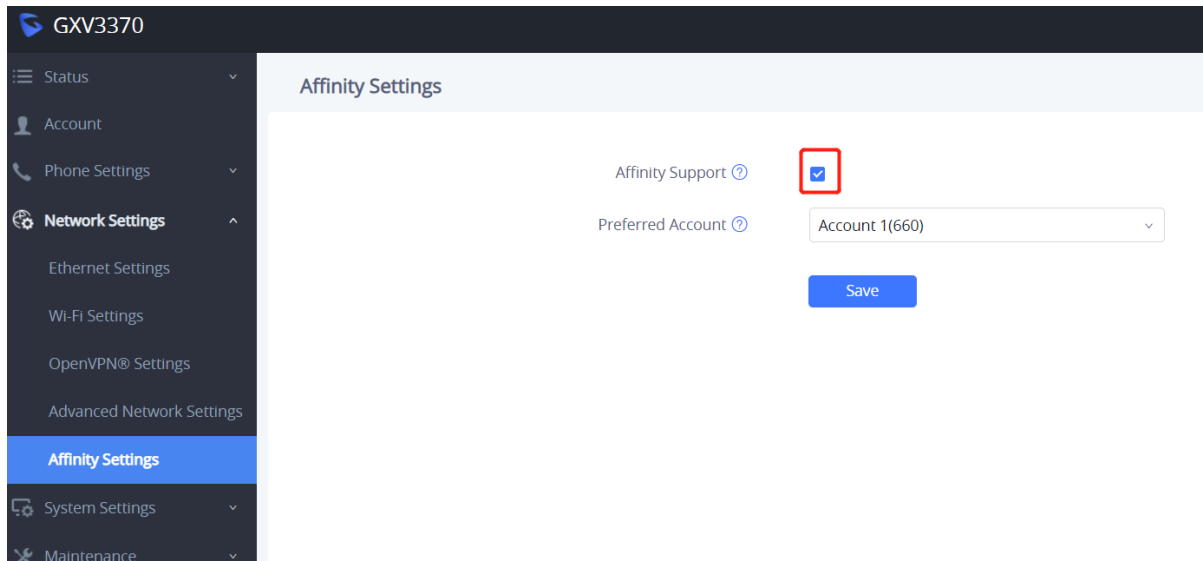 GXV3370
Status
Account
Phone Settings
Network Settings
Ethernet Settings
Wi-Fi Settings
OpenVPN® Settings
Advanced Network Settings
Affinity Settings
System Settings
Maintenance
Affinity Settings
Affinity Support
Preferred Account
Account 1(660)
Save